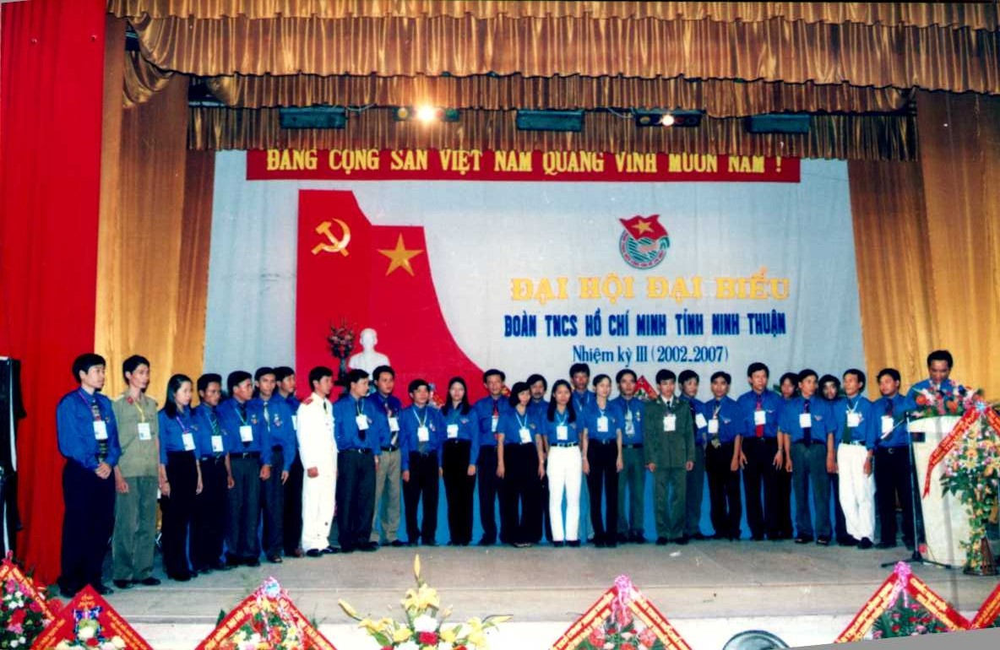 ĐẢNG CỘNG SẢN VIỆT NAM QUANG VINH MUÔN NĂM !
ĐẠI HỘI ĐẠI BIỂU
ĐOÀN TNCS HỒ CHÍ MINH TỈNH NINH THUẬN
Nhiệm kỳ III (2002-2007)